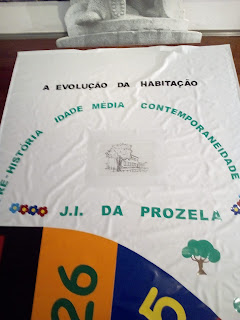 A EVOLUÇÃO DA HABITAÇÃO
RÉ-HISTÓRIA IDADE MÉDIA CONTEMPORANEIDADE
J.I. DA PROZELA
26
5